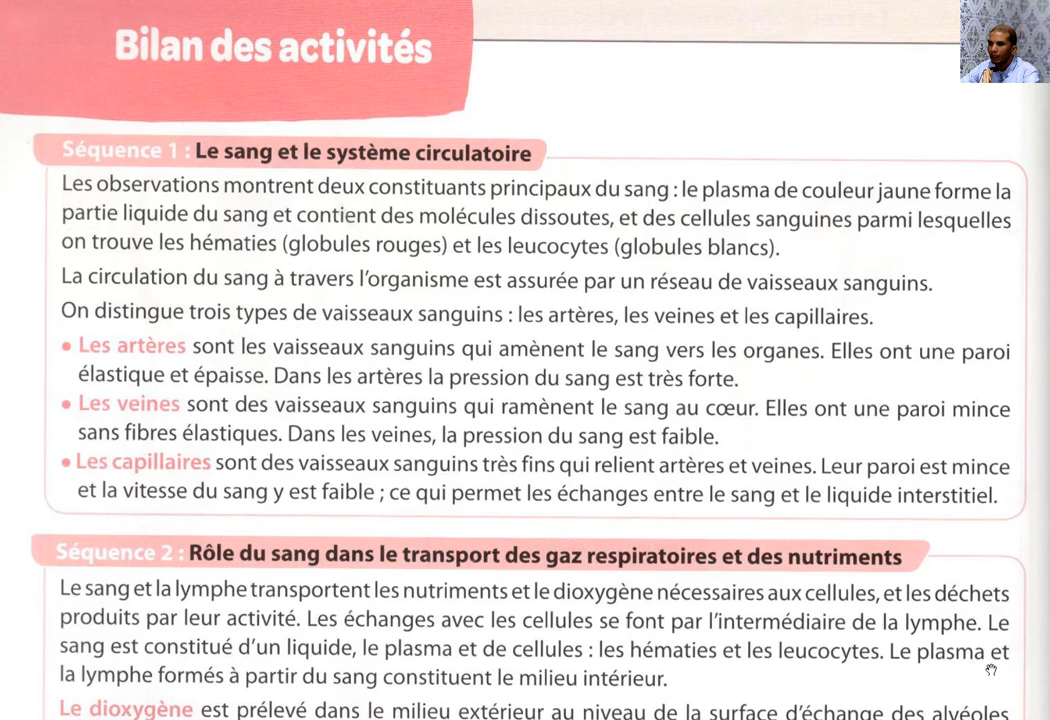 Bilan des activités
Séquence 1 : Le sang et le système circulatoire
Les observations montrent deux constituants principaux du sang : le plasma de couleur jaune forme la
partie liquide du sang et contient des molécules dissoutes, et des cellules sanguines parmi lesquelles
on trouve les hématies (globules rouges) et les leucocytes (globules blancs).
La circulation du sang à travers l'organisme est assurée par un réseau de vaisseaux sanguins.
On distingue trois types de vaisseaux sanguins : les artères, les veines et les capillaires.
• Les artères sont les vaisseaux sanguins qui amènent le sang vers les organes. Elles ont une paroi
élastique et épaisse. Dans les artères la pression du sang est très forte.
• Les veines sont des vaisseaux sanguins qui ramènent le sang au cœur. Elles ont une paroi mince
sans fibres élastiques. Dans les veines, la pression du sang est faible.
• Les capillaires sont des vaisseaux sanguins très fins qui relient artères et veines. Leur paroi est mince
et la vitesse du sang y est faible ; ce qui permet les échanges entre le sang et le liquide interstitiel.
Séquence 2 : Rôle du sang dans le transport des gaz respiratoires et des nutriments
Le sang et la lymphe transportent les nutriments et le dioxygène nécessaires aux cellules, et les déchets
produits par leur activité. Les échanges avec les cellules se font par l'intermédiaire de la lymphe. Le
sang est constitué d'un liquide, le plasma et de cellules : les hématies et les leucocytes. Le plasma et
la lymphe formés à partir du sang constituent le milieu intérieur.
Le dioxygène est prélevé dans le milieu extérieur au niveau de la surface d'échange des alvéoles